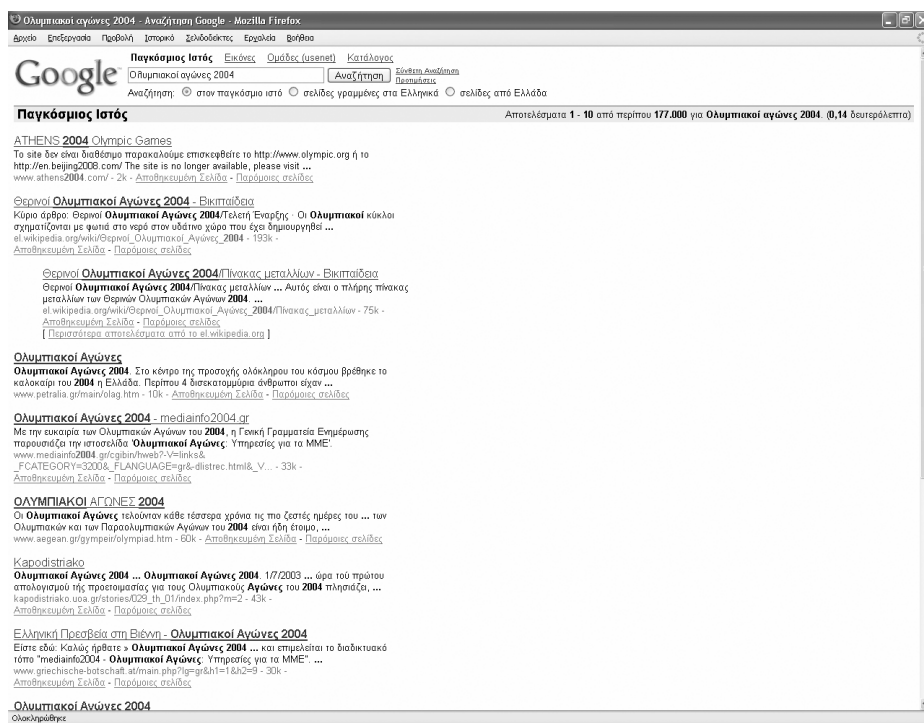 Ολυμπιακοί αγώνες 2004 - Αναζήτηση Google - Mozilla Firefox
Αρχείο Επεξεργασία Προβολή Ιστορικό Σελιδοδείκτες Εργαλεία Βοήθεια
Παγκόσμιος Ιστός Εικόνες Ομάδες (usenet) Κατάλογος
Google
Ολυμπιακοί αγώνες 2004 Αναζήτηση Σύνθετη Αναζήτηση
Προτιμήσεις
Αναζήτηση: στον παγκόσμιο ιστό σελίδες γραμμένες στα Ελληνικά σελίδες από Ελλάδα
Παγκόσμιος Ιστός Αποτελέσματα 1 - 10 από περίπου 177.000 για Ολυμπιακοί αγώνες 2004. (0,14 δευτερόλεπτα)
ATHENS 2004 Olympic Games
Το site δεν είναι διαθέσιμο παρακαλούμε επισκεφθείτε το http://www.olympic.org ή το
http://en.beijing2008.com/ The site is no longer available, please visit ...
www.athens2004.com/ - 2k - Αποθηκευμένη Σελίδα - Παρόμοιες σελίδες
Θερινοί Ολυμπιακοί Αγώνες 2004 - Βικιπαίδεια
Κύριο άρθρο: Θερινοί Ολυμπιακοί Αγώνες 2004/Τελετή Έναρξης · Οι Ολυμπιακοί κύκλοι
σχηματίζονται με φωτιά στο νερό στον υδάτινο χώρο που έχει δημιουργηθεί ...
el.wikipedia.org/wiki/Θερινοί_Ολυμπιακοί_Αγώνες_2004 - 193k -
Αποθηκευμένη Σελίδα - Παρόμοιες σελίδες
Θερινοί Ολυμπιακοί Αγώνες 2004/Πίνακας μεταλλίων - Βικιπαίδεια
Θερινοί Ολυμπιακοί Αγώνες 2004/Πίνακας μεταλλίων ... Αυτός είναι ο πλήρης πίνακας
μεταλλίων των Θερινών Ολυμπιακών Αγώνων 2004. ...
el.wikipedia.org/wiki/Θερινοί_Ολυμπιακοί_Αγώνες_2004/Πίνακας_μεταλλίων - 75k -
Αποθηκευμένη Σελίδα - Παρόμοιες σελίδες
[ Περισσότερα αποτελέσματα από το el.wikipedia.org ]
Ολυμπιακοί Αγώνες
Ολυμπιακοί Αγώνες 2004. Στο κέντρο της προσοχής ολόκληρου του κόσμου βρέθηκε το
καλοκαίρι του 2004 η Ελλάδα. Περίπου 4 δισεκατομμύρια άνθρωποι είχαν ...
www.petralia.gr/main/olag.htm - 10k - Αποθηκευμένη Σελίδα - Παρόμοιες σελίδες
Ολυμπιακοί Αγώνες 2004 - mediainfo2004.gr
Με την ευκαιρία των Ολυμπιακών Αγώνων του 2004, η Γενική Γραμματεία Ενημέρωσης
παρουσιάζει την ιστοσελίδα 'Ολυμπιακοί Αγώνες: Υπηρεσίες για τα ΜΜΕ'.
www.mediainfo2004.gr/cgibin/hweb?-V=links&
_FCATEGORY=3200&_FLANGUAGE=gr&-dlistrec.html&_V... - 33k -
Αποθηκευμένη Σελίδα - Παρόμοιες σελίδες
ΟΛΥΜΠΙΑΚΟΙ ΑΓΩΝΕΣ 2004
Οι Ολυμπιακοί Αγώνες τελούνταν κάθε τέσσερα χρόνια τις πιο ζεστές ημέρες του ... των
Ολυμπιακών και των Παραολυμπιακών Αγώνων του 2004 είναι ήδη έτοιμο, ...
www.aegean.gr/gympeir/olympiad.htm - 60k - Αποθηκευμένη Σελίδα - Παρόμοιες σελίδες
Kapodistriako
Ολυμπιακοί Αγώνες 2004 ... Ολυμπιακοί Αγώνες 2004. 1/7/2003 ... ώρα τού πρώτου
απολογισμού τής προετοιμασίας για τους Ολυμπιακούς Αγώνες του 2004 πλησιάζει, ...
kapodistriako.uoa.gr/stories/029_th_01/index.php?m=2 - 43k -
Αποθηκευμένη Σελίδα - Παρόμοιες σελίδες
Ελληνική Πρεσβεία στη Βιέννη - Ολυμπιακοί Αγώνες 2004
Είστε εδώ: Καλώς ήρθατε » Ολυμπιακοί Αγώνες 2004 ... και επιμελείται το διαδικτυακό
τόπο "mediainfo2004 - Ολυμπιακοί Αγώνες: Υπηρεσίες για τα ΜΜΕ". ...
www.griechische-botschaft.at/main.php?lg=gr&h1=1&h2=9 - 30k -
Αποθηκευμένη Σελίδα - Παρόμοιες σελίδες
Ολυμπιακοί Αγώνες 2004
Ολοκληρώθηκε